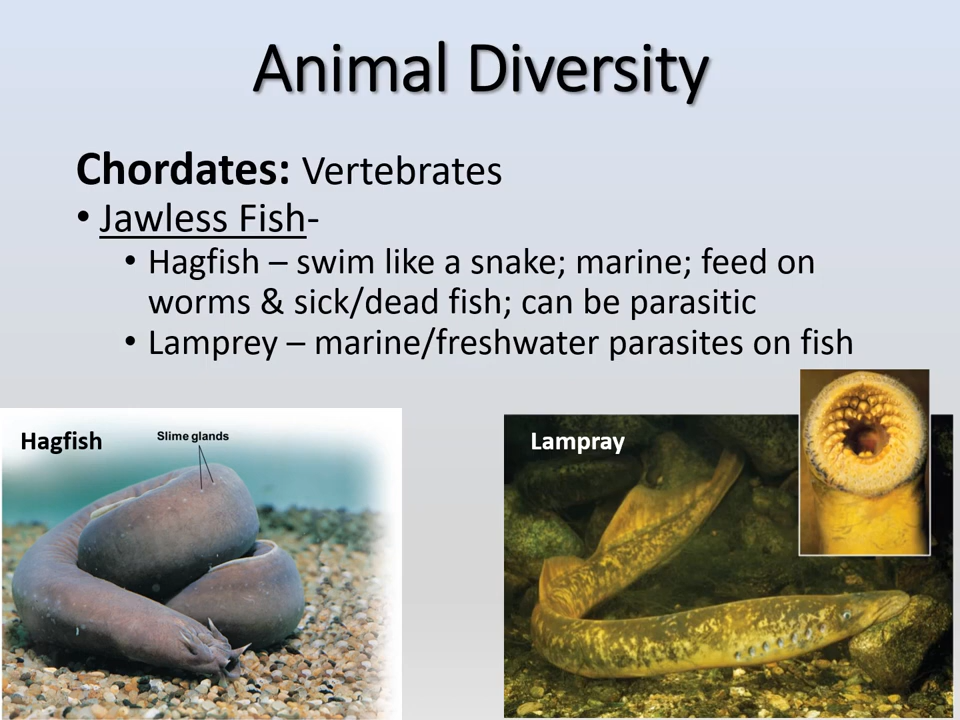 Animal Diversity
Chordates: Vertebrates
• Jawless Fish-
• Hagfish – swim like a snake; marine; feed on
worms & sick/dead fish; can be parasitic
• Lamprey – marine/freshwater parasites on fish
Hagfish
Slime glands
Lampray